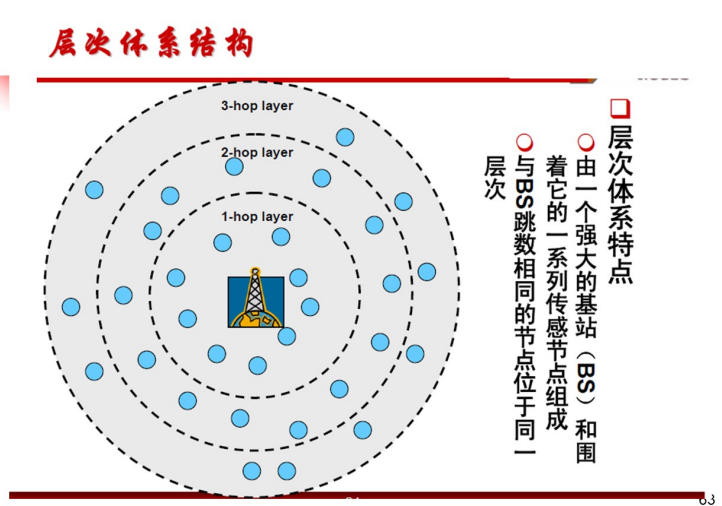 层次体系结构
3-hop layer
2-hop layer
1-hop layer
层次体系特点
由一个强大的基站（BS）和围
着它的一系列传感节点组成
与BS跳数相同的节点位于同一
层次
63